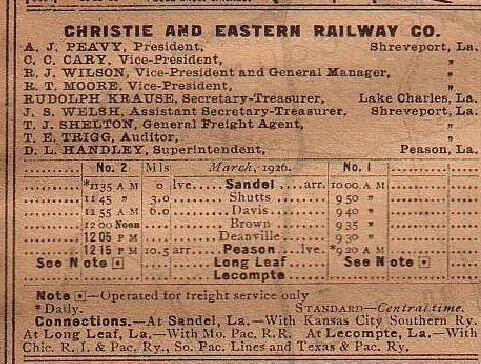 CHRISTIE AND EASTERN RAILWAY CO.
A. J. PEAVY, President, Shreveport, La.
C. C. CARY, Vice-President, „
R. J. WILSON, Vice-President and General Manager, „
R. T. MOORE, Vice-President, „
RUDOLPH KRAUSE, Secretary-Treasurer, Lake Charles, La.
J. S. WELSH, Assistant Secretary-Treasurer, Shreveport, La.
T. J. SHELTON, General Freight Agent, „
T. E. TRIGG, Auditor, „
D. L. HANDLEY, Superintendent, Peason, La.
No. 2 Mls March, 1926. No. 1
*11 35 A M 0 lve. Sandel arr. 10 00 A M
11 45 „ 3.0 Shutts 9 50 „
11 55 A M 6.0 Davis 9 40 „
12 00 Noon Brown 9 35 „
12 05 P M Deanville 9 30 „
12 15 P M 10.5 arr. Peason lve. *9 20 A M
See Note ▣ Long Leaf See Note ▣
Lecompte
Note ▣—Operated for freight service only
* Daily. STANDARD—Central time.
Connections.—At Sandel, La.—With Kansas City Southern Ry.
At Long Leaf, La.—With Mo. Pac. R. R. At Lecompte, La.—With
Chic. R. I. & Pac. Ry., So. Pac. Lines and Texas & Pac. Ry.